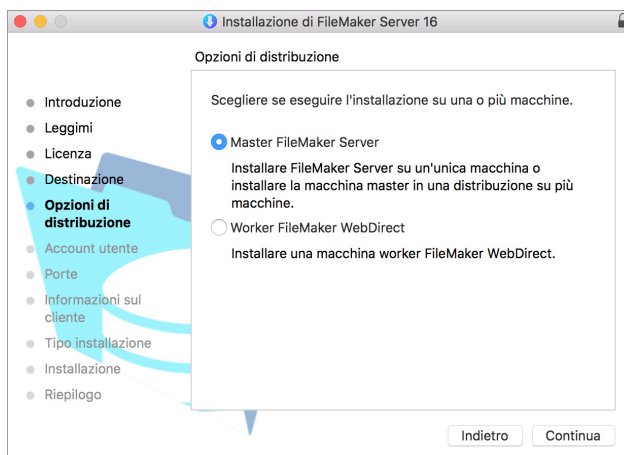 Installazione di FileMaker Server 16
Opzioni di distribuzione
Introduzione
Leggimi
Licenza
Destinazione
Opzioni di
distribuzione
Account utente
Porte
Informazioni sul
cliente
Tipo installazione
Installazione
Riepilogo
Scegliere se eseguire l'installazione su una o più macchine.
Master FileMaker Server
Installare FileMaker Server su un'unica macchina o
installare la macchina master in una distribuzione su più
macchine.
Worker FileMaker WebDirect
Installare una macchina worker FileMaker WebDirect.
Indietro
Continua